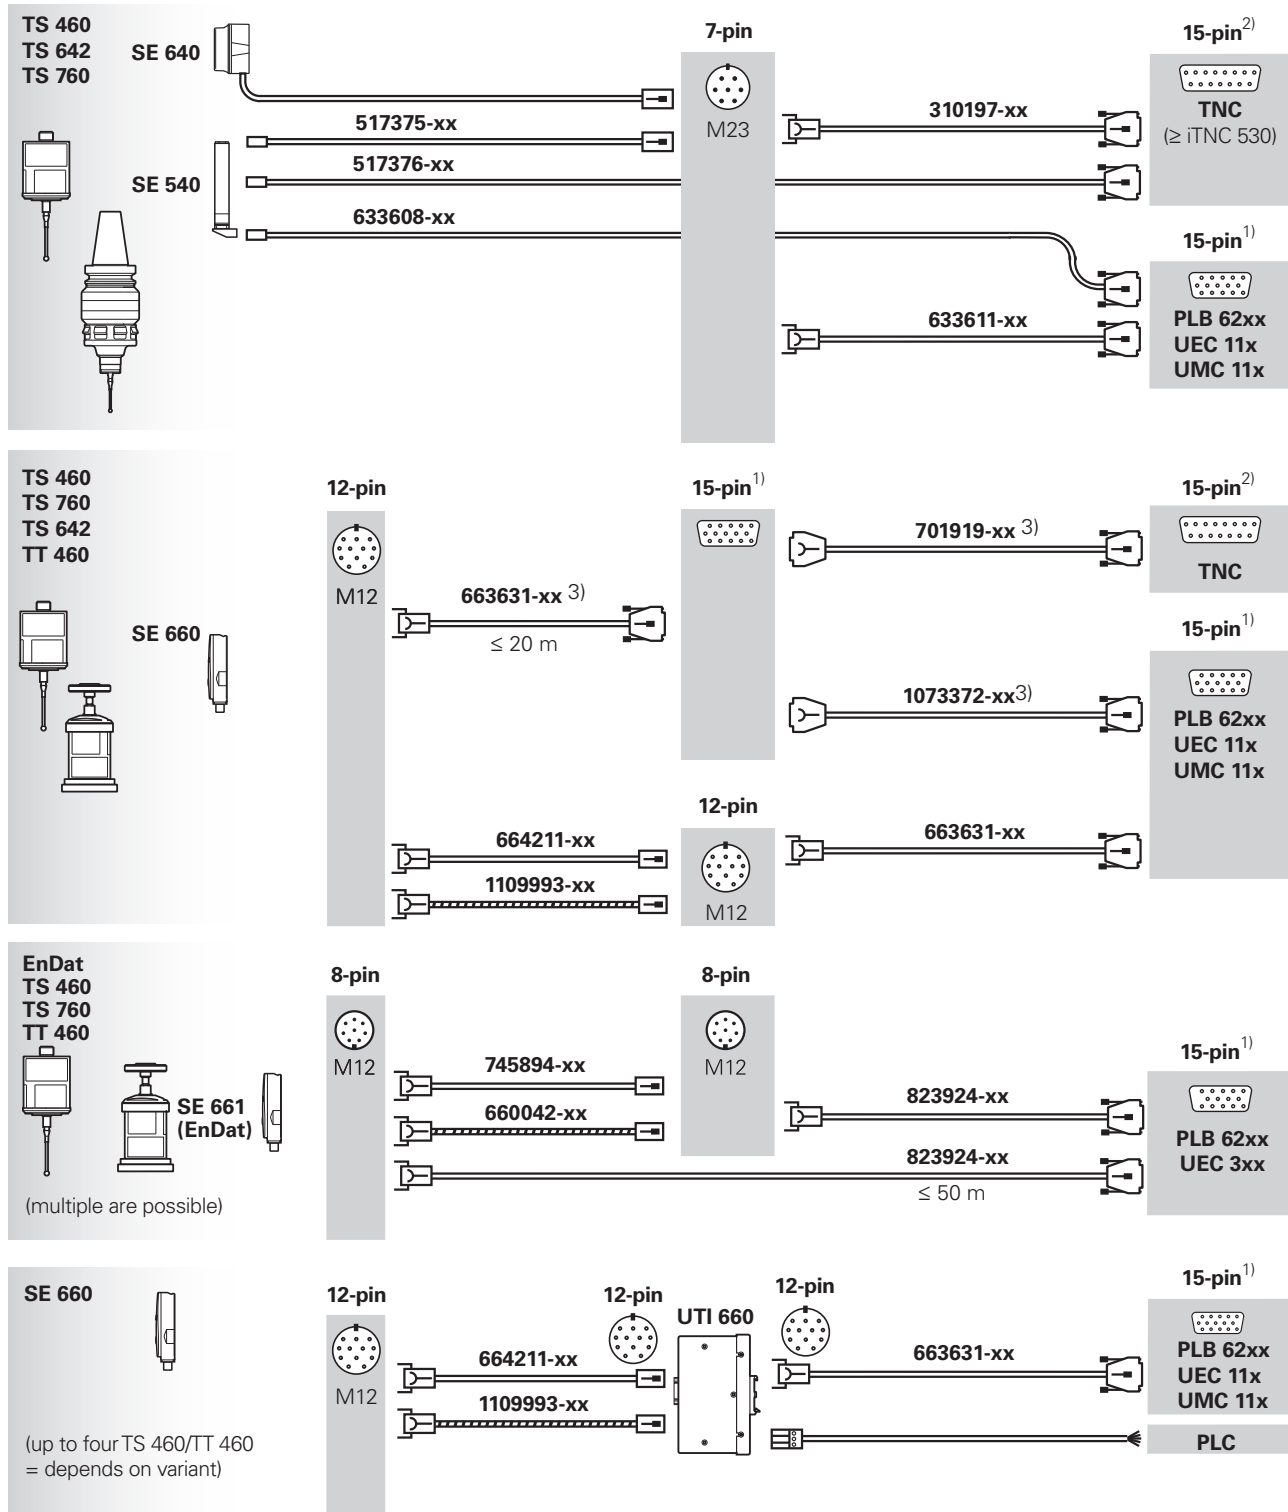 TS 460
TS 642
TS 760
SE 640
7-pin
15-pin2)
M23
517375-xx
310197-xx
TNC
(≥ iTNC 530)
517376-xx
SE 540
633608-xx
15-pin1)
633611-xx
PLB 62xx
UEC 11x
UMC 11x
TS 460
TS 760
TS 642
TT 460
12-pin
15-pin1)
15-pin2)
701919-xx 3)
TNC
M12
663631-xx 3)
≤ 20 m
SE 660
15-pin1)
1073372-xx3)
PLB 62xx
UEC 11x
UMC 11x
12-pin
664211-xx
663631-xx
1109993-xx
M12
EnDat
TS 460
TS 760
TT 460
8-pin
8-pin
M12
M12
15-pin1)
745894-xx
823924-xx
660042-xx
SE 661
(EnDat)
PLB 62xx
UEC 3xx
823924-xx
≤ 50 m
(multiple are possible)
SE 660
12-pin
12-pin
UTI 660
12-pin
15-pin1)
664211-xx
663631-xx
M12
1109993-xx
PLB 62xx
UEC 11x
UMC 11x
(up to four TS 460/TT 460
= depends on variant)
PLC